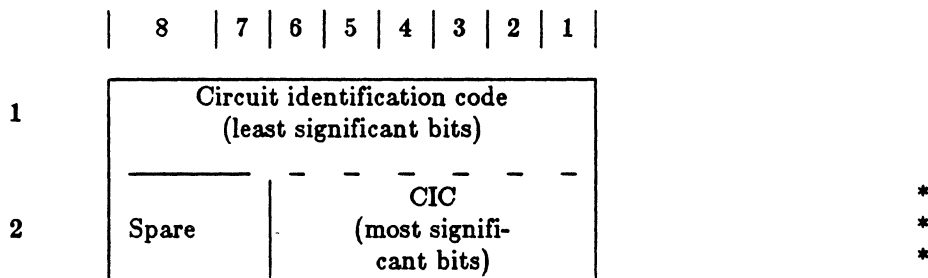 8 7 6 5 4 3 2 1
1 Circuit identification code
(least significant bits)
CIC *
2 Spare (most signifi- *
cant bits) *